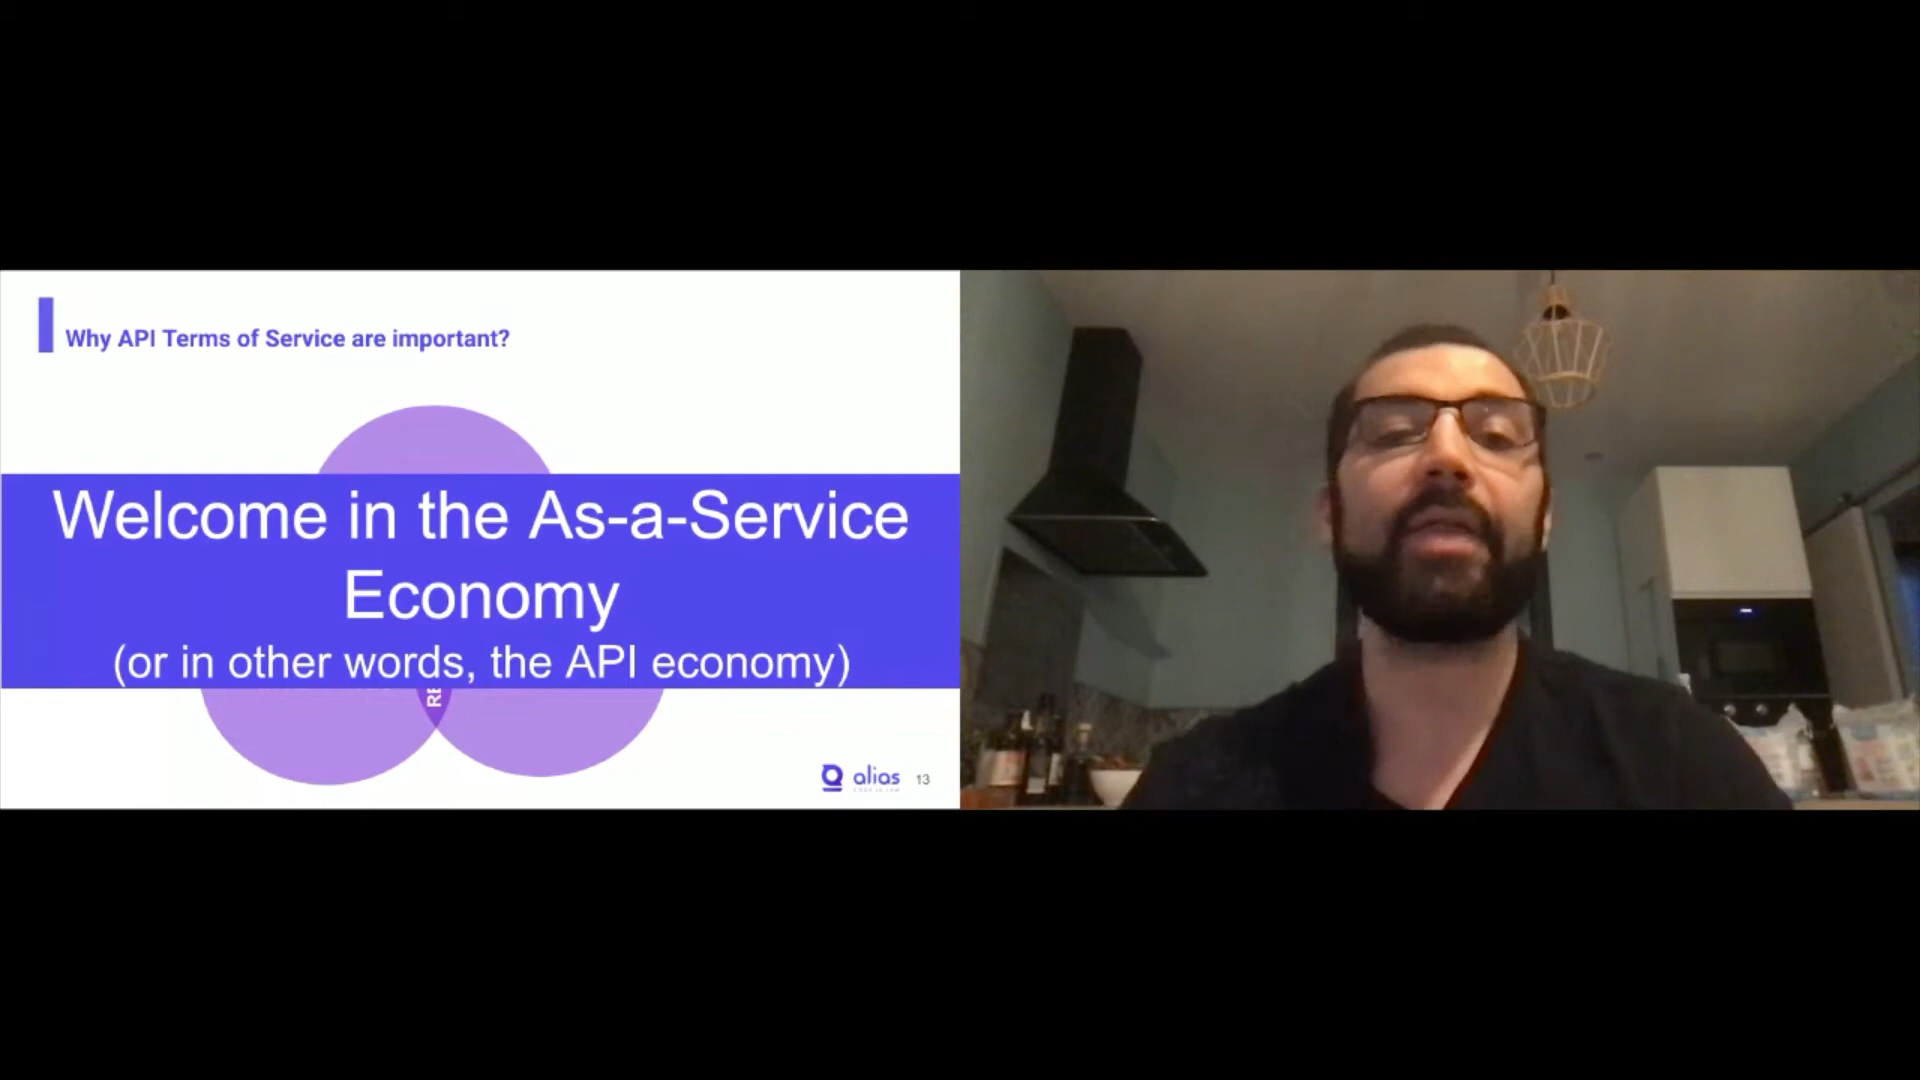 Why API Terms of Service are important?
Welcome in the As-a-Service
Economy
(or in other words, the API economy)
RE
alias
13